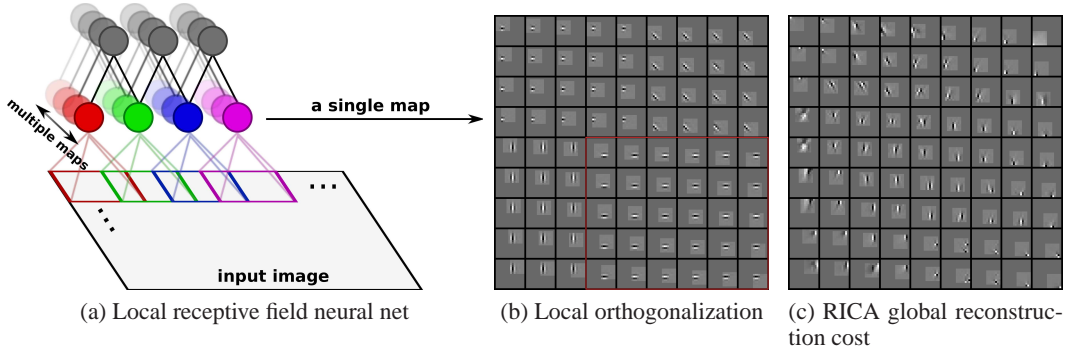 multiple maps
a single map
...
...
input image
(a) Local receptive field neural net
(b) Local orthogonalization
(c) RICA global reconstruc-
tion cost